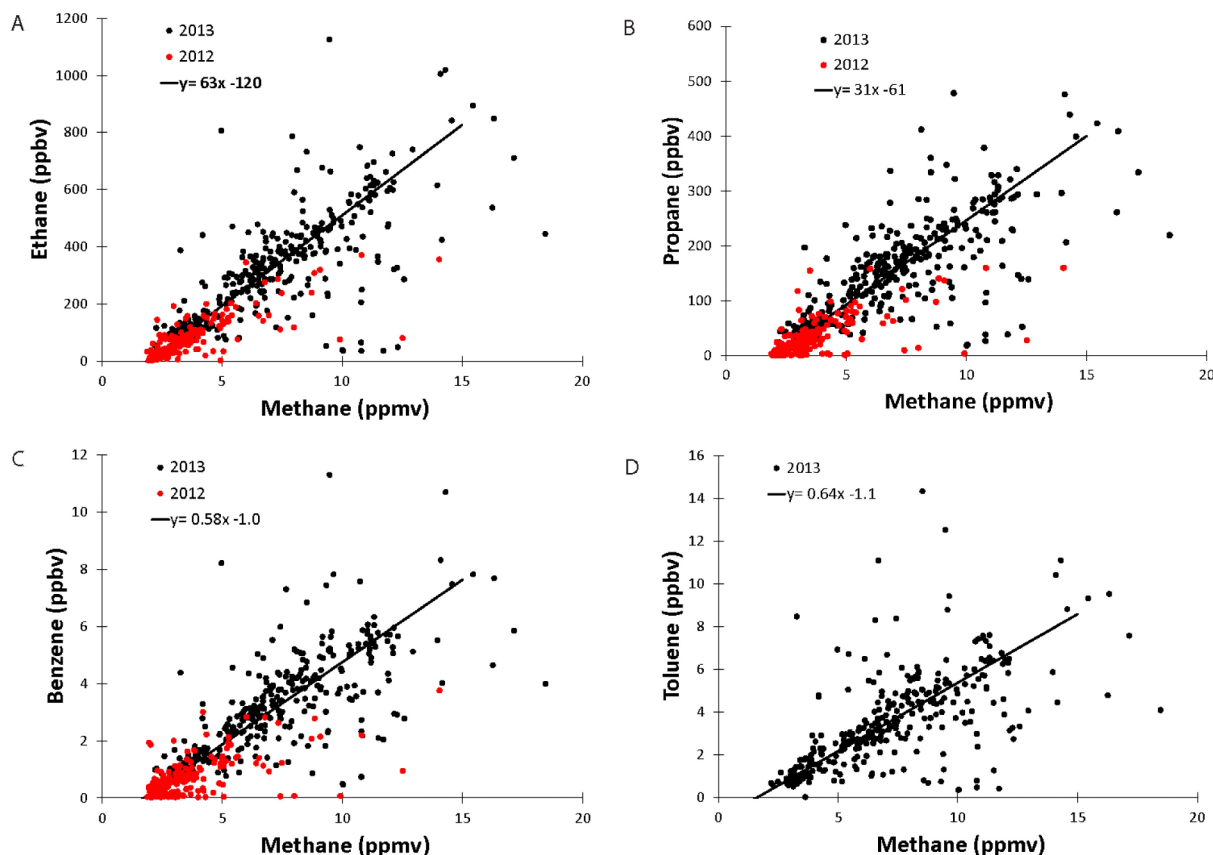 A
1200
1000
800
600
400
200
0
0 5 10 15 20
Ethane (ppbv)
Methane (ppmv)
2013
2012
y= 63x -120
B
600
500
400
300
200
100
0
0 5 10 15 20
Propane (ppbv)
Methane (ppmv)
2013
2012
y= 31x -61
C
12
10
8
6
4
2
0
0 5 10 15 20
Benzene (ppbv)
Methane (ppmv)
2013
2012
y= 0.58x -1.0
D
16
14
12
10
8
6
4
2
0
0 5 10 15 20
Toluene (ppbv)
Methane (ppmv)
2013
y= 0.64x -1.1